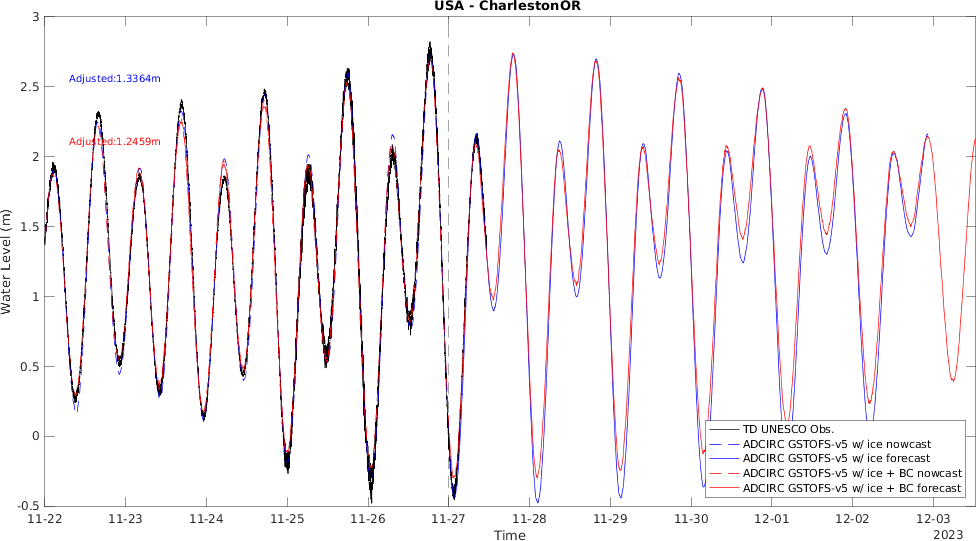 USA - CharlestonOR
3
2.5
2
1.5
1
0.5
0
-0.5
Water Level (m)
Adjusted:1.3364m
Adjusted:1.2459m
TD UNESCO Obs.
ADCIRC GSTOFS-v5 w/ ice nowcast
ADCIRC GSTOFS-v5 w/ ice forecast
ADCIRC GSTOFS-v5 w/ ice + BC nowcast
ADCIRC GSTOFS-v5 w/ ice + BC forecast
11-22 11-23 11-24 11-25 11-26 11-27 11-28 11-29 11-30 12-01 12-02 12-03
Time 2023